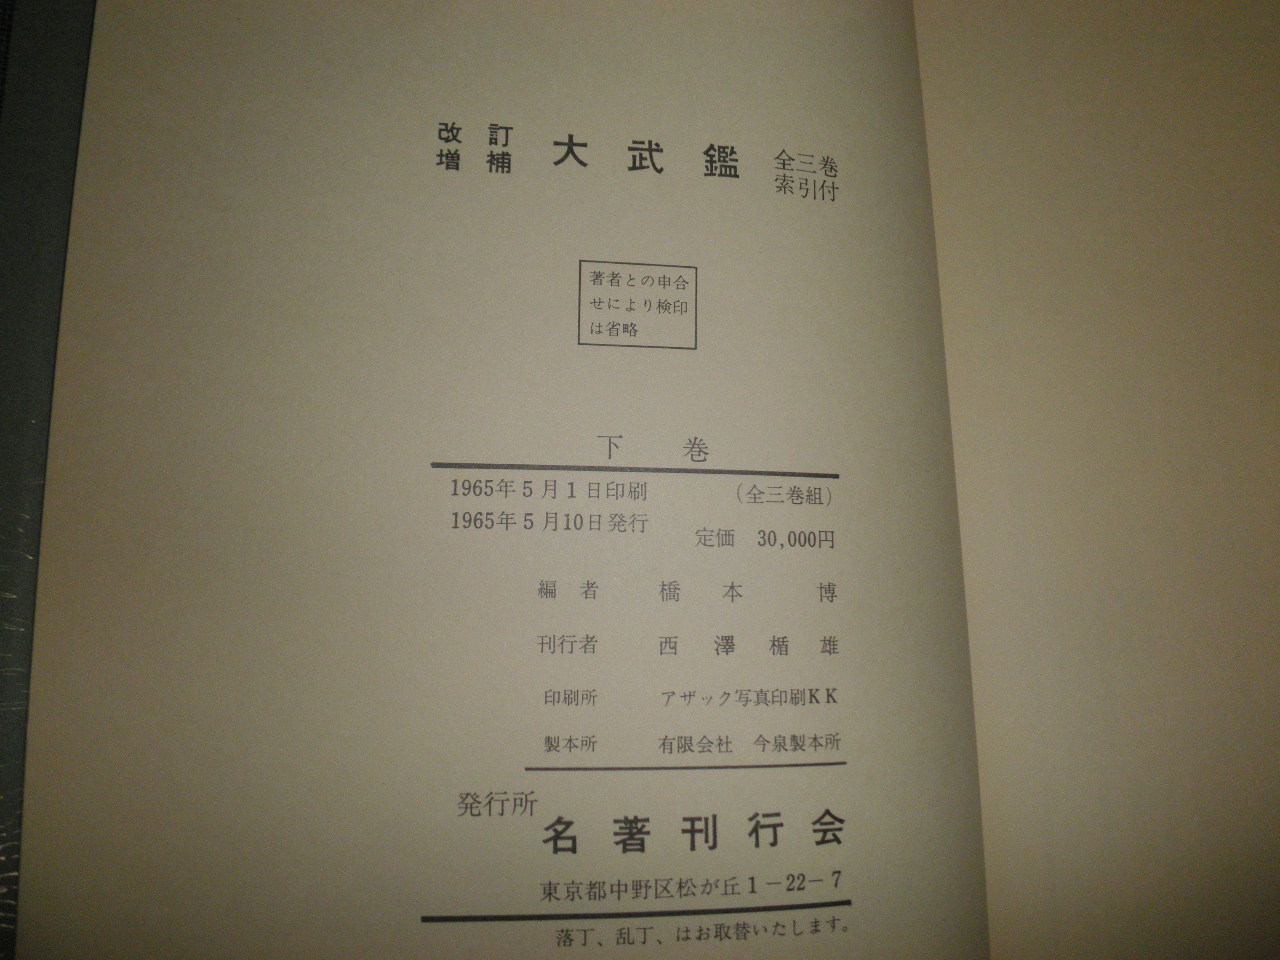 改訂
増補 大武鑑 全三巻
索引付
著者との申合
せにより検印
は省略
下巻
1965年5月1日印刷 (全三巻組)
1965年5月10日発行
定価 30,000円
編者 橋本博
刊行者 西澤楯雄
印刷所 アザック写真印刷KK
製本所 有限会社 今泉製本所
発行所
名著刊行会
東京都中野区松が丘1-22-7
落丁、乱丁、はお取替いたします。